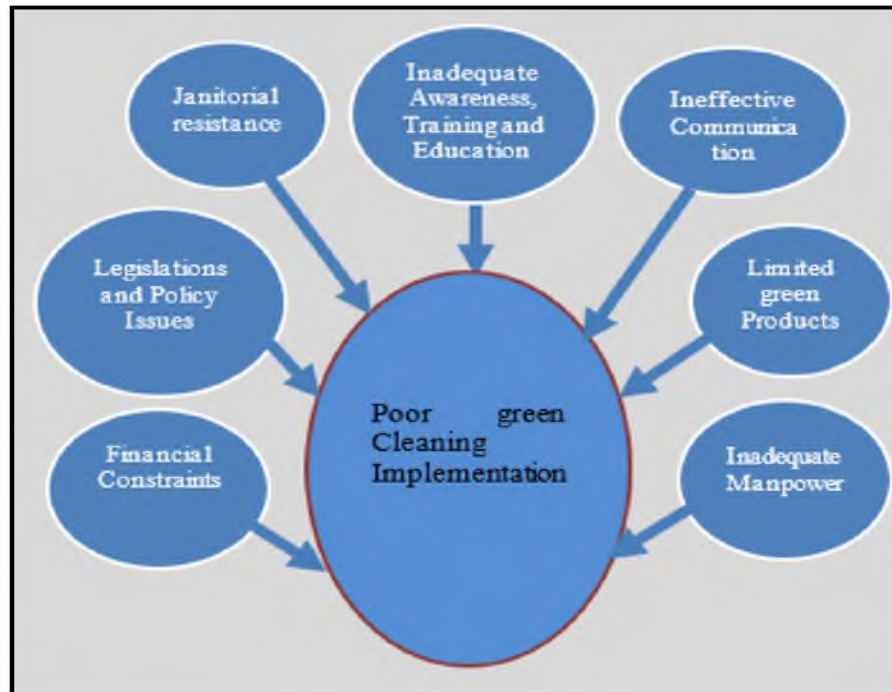 Janitorial
resistance
Inadequate
Awareness,
Training and
Education
Ineffective
Communica
tion
Legislations
and Policy
Issues
Limited
green
Products
Poor green
Cleaning
Implementation
Financial
Constraints
Inadequate
Manpower